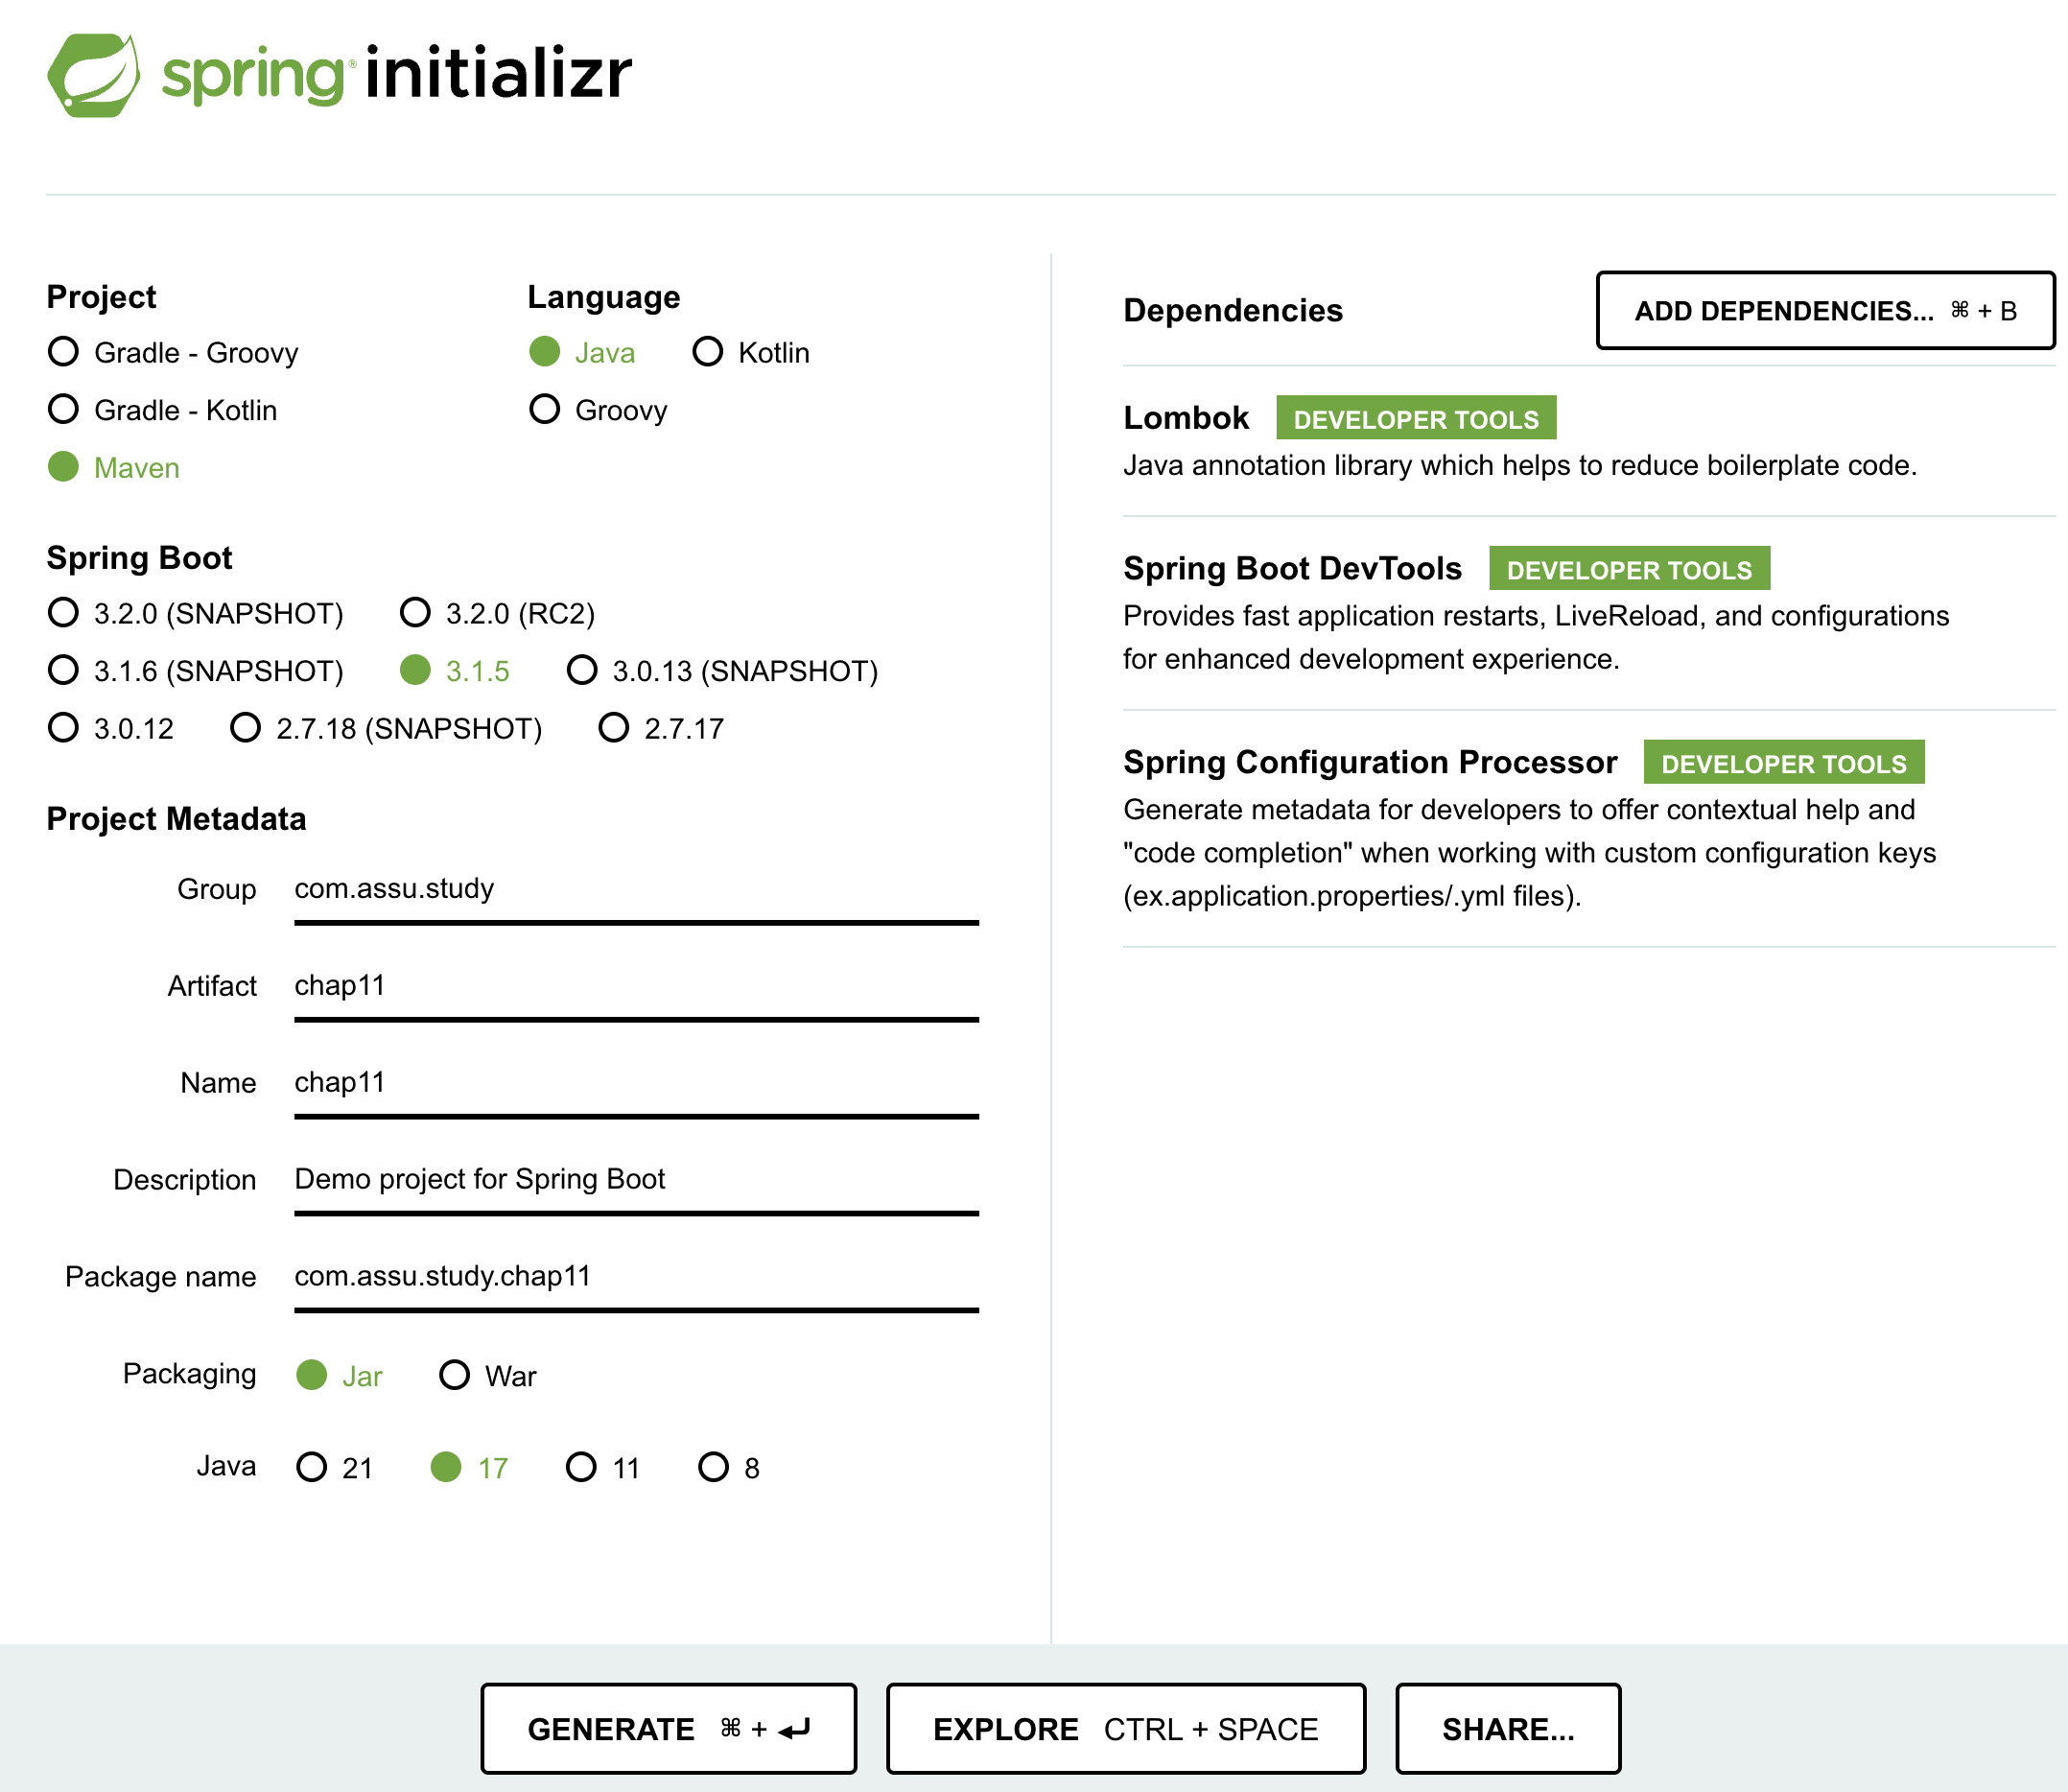 spring® initializr
Project
Gradle - Groovy
Gradle - Kotlin
Maven
Language
Java Kotlin
Groovy
Spring Boot
3.2.0 (SNAPSHOT) 3.2.0 (RC2)
3.1.6 (SNAPSHOT) 3.1.5 3.0.13 (SNAPSHOT)
3.0.12 2.7.18 (SNAPSHOT) 2.7.17
Project Metadata
Group com.assu.study
Artifact chap11
Name chap11
Description Demo project for Spring Boot
Package name com.assu.study.chap11
Packaging Jar War
Java 21 17 11 8
Dependencies ADD DEPENDENCIES... ⌘ + B
Lombok DEVELOPER TOOLS
Java annotation library which helps to reduce boilerplate code.
Spring Boot DevTools DEVELOPER TOOLS
Provides fast application restarts, LiveReload, and configurations
for enhanced development experience.
Spring Configuration Processor DEVELOPER TOOLS
Generate metadata for developers to offer contextual help and
"code completion" when working with custom configuration keys
(ex.application.properties/.yml files).
GENERATE ⌘ + ↵ EXPLORE CTRL + SPACE SHARE...